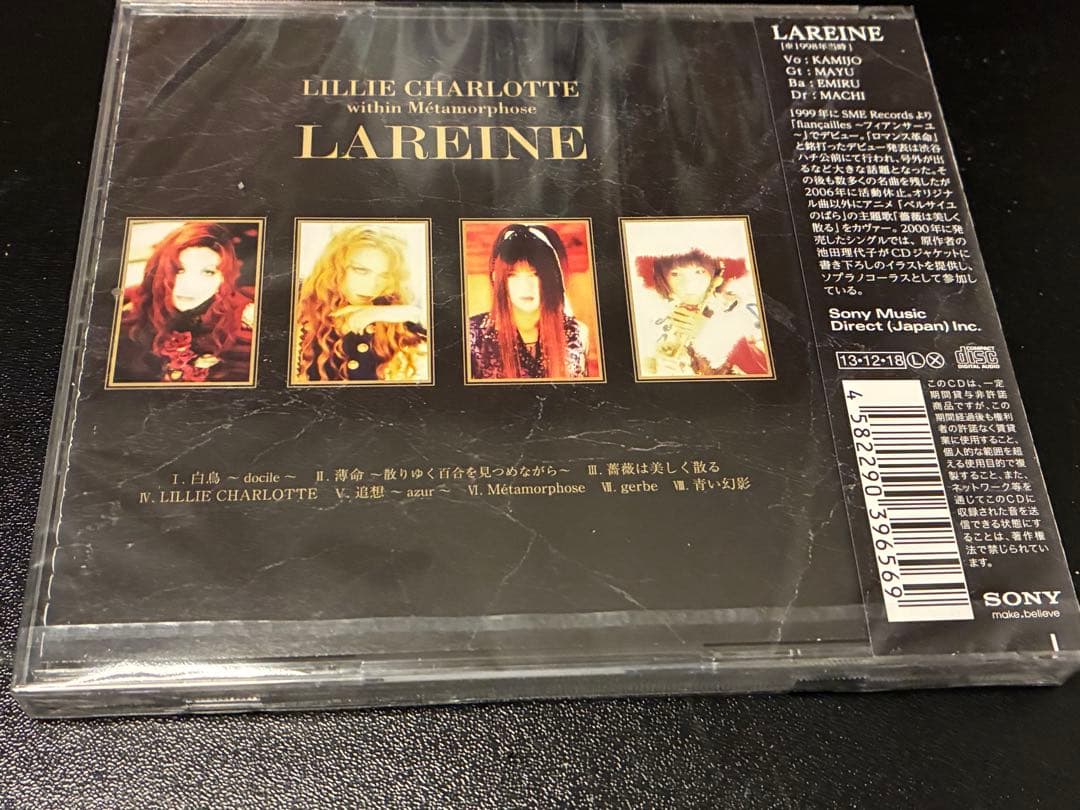 LILLIE CHARLOTTE
within Métamorphose
LAREINE
Ⅰ. 白鳥 ～docile～ Ⅱ. 薄命 ～散りゆく百合を見つめながら～ Ⅲ. 薔薇は美しく散る
Ⅳ. LILLIE CHARLOTTE Ⅴ. 追想 ～azur～ Ⅵ. Métamorphose Ⅶ. gerbe Ⅷ. 青い幻影
LAREINE
[※1998年当時]
Vo : KAMIJO
Gt : MAYU
Ba : EMIRU
Dr : MACHI
1999年にSME Recordsより
「fiançailles～フィアンサーユ
～」でデビュー。「ロマンス革命」
と銘打ったデビュー発表は渋谷
ハチ公前にて行われ、号外が出
るなど大きな話題となった。そ
の後も数多くの名曲を残したが
2006年に活動休止。オリジナ
ル曲以外にアニメ「ベルサイユ
のばら」の主題歌「薔薇は美しく
散る」をカヴァー。2000年に発
売したシングルでは、原作者の
池田理代子がCDジャケットに
書き下ろしのイラストを提供し、
ソプラノコーラスとして参加し
ている。
Sony Music
Direct (Japan) Inc.
13・12・18 Ⓛ Ⓧ COMPACT disc DIGITAL AUDIO
このCDは、一定
期間貸与非許諾
商品ですが、この
期間経過後も権利
者の許諾なく賃貸
業に使用すること、
個人的な範囲を超
える使用目的で複
製すること、また、
ネットワーク等を
通じてこのCDに
収録された音を送
信できる状態にす
ることは、著作権
法で禁じられてい
ます。
4 582290 396569
SONY
make.believe
I